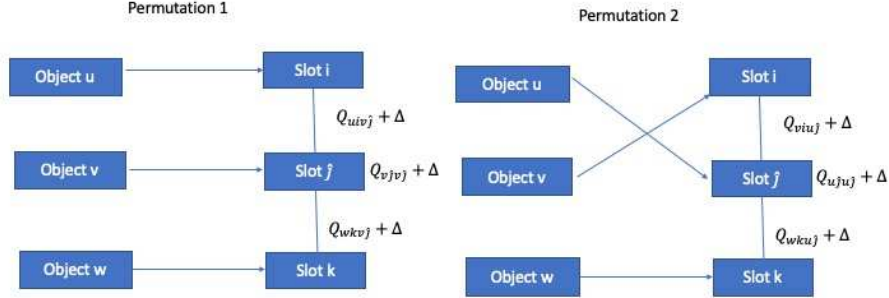 Permutation 1
Object u
Slot i
Q_{uivĵ} + Δ
Object v
Slot ĵ
Q_{vĵvĵ} + Δ
Q_{wkvĵ} + Δ
Object w
Slot k
Permutation 2
Object u
Slot i
Q_{viuĵ} + Δ
Object v
Slot ĵ
Q_{uĵuĵ} + Δ
Q_{wkuĵ} + Δ
Object w
Slot k